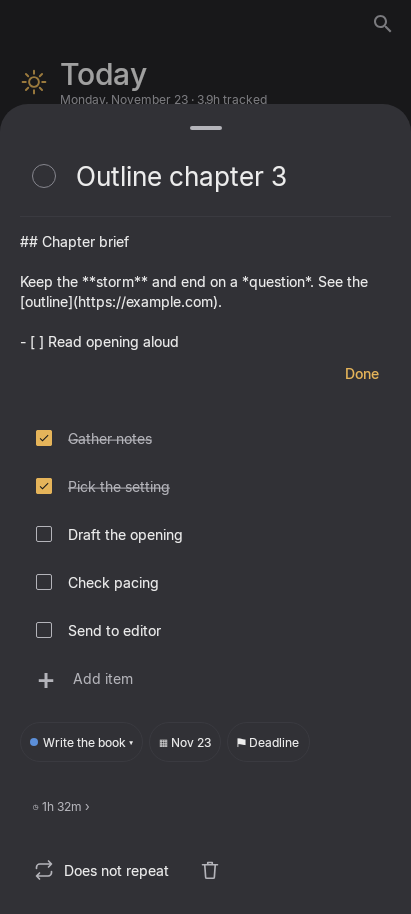 Today
Monday, November 23 · 3.9h tracked
Outline chapter 3
## Chapter brief
Keep the **storm** and end on a *question*. See the
[outline](https://example.com).
- [ ] Read opening aloud
Done
Gather notes
Pick the setting
Draft the opening
Check pacing
Send to editor
Add item
Write the book
Nov 23
Deadline
1h 32m ›
Does not repeat